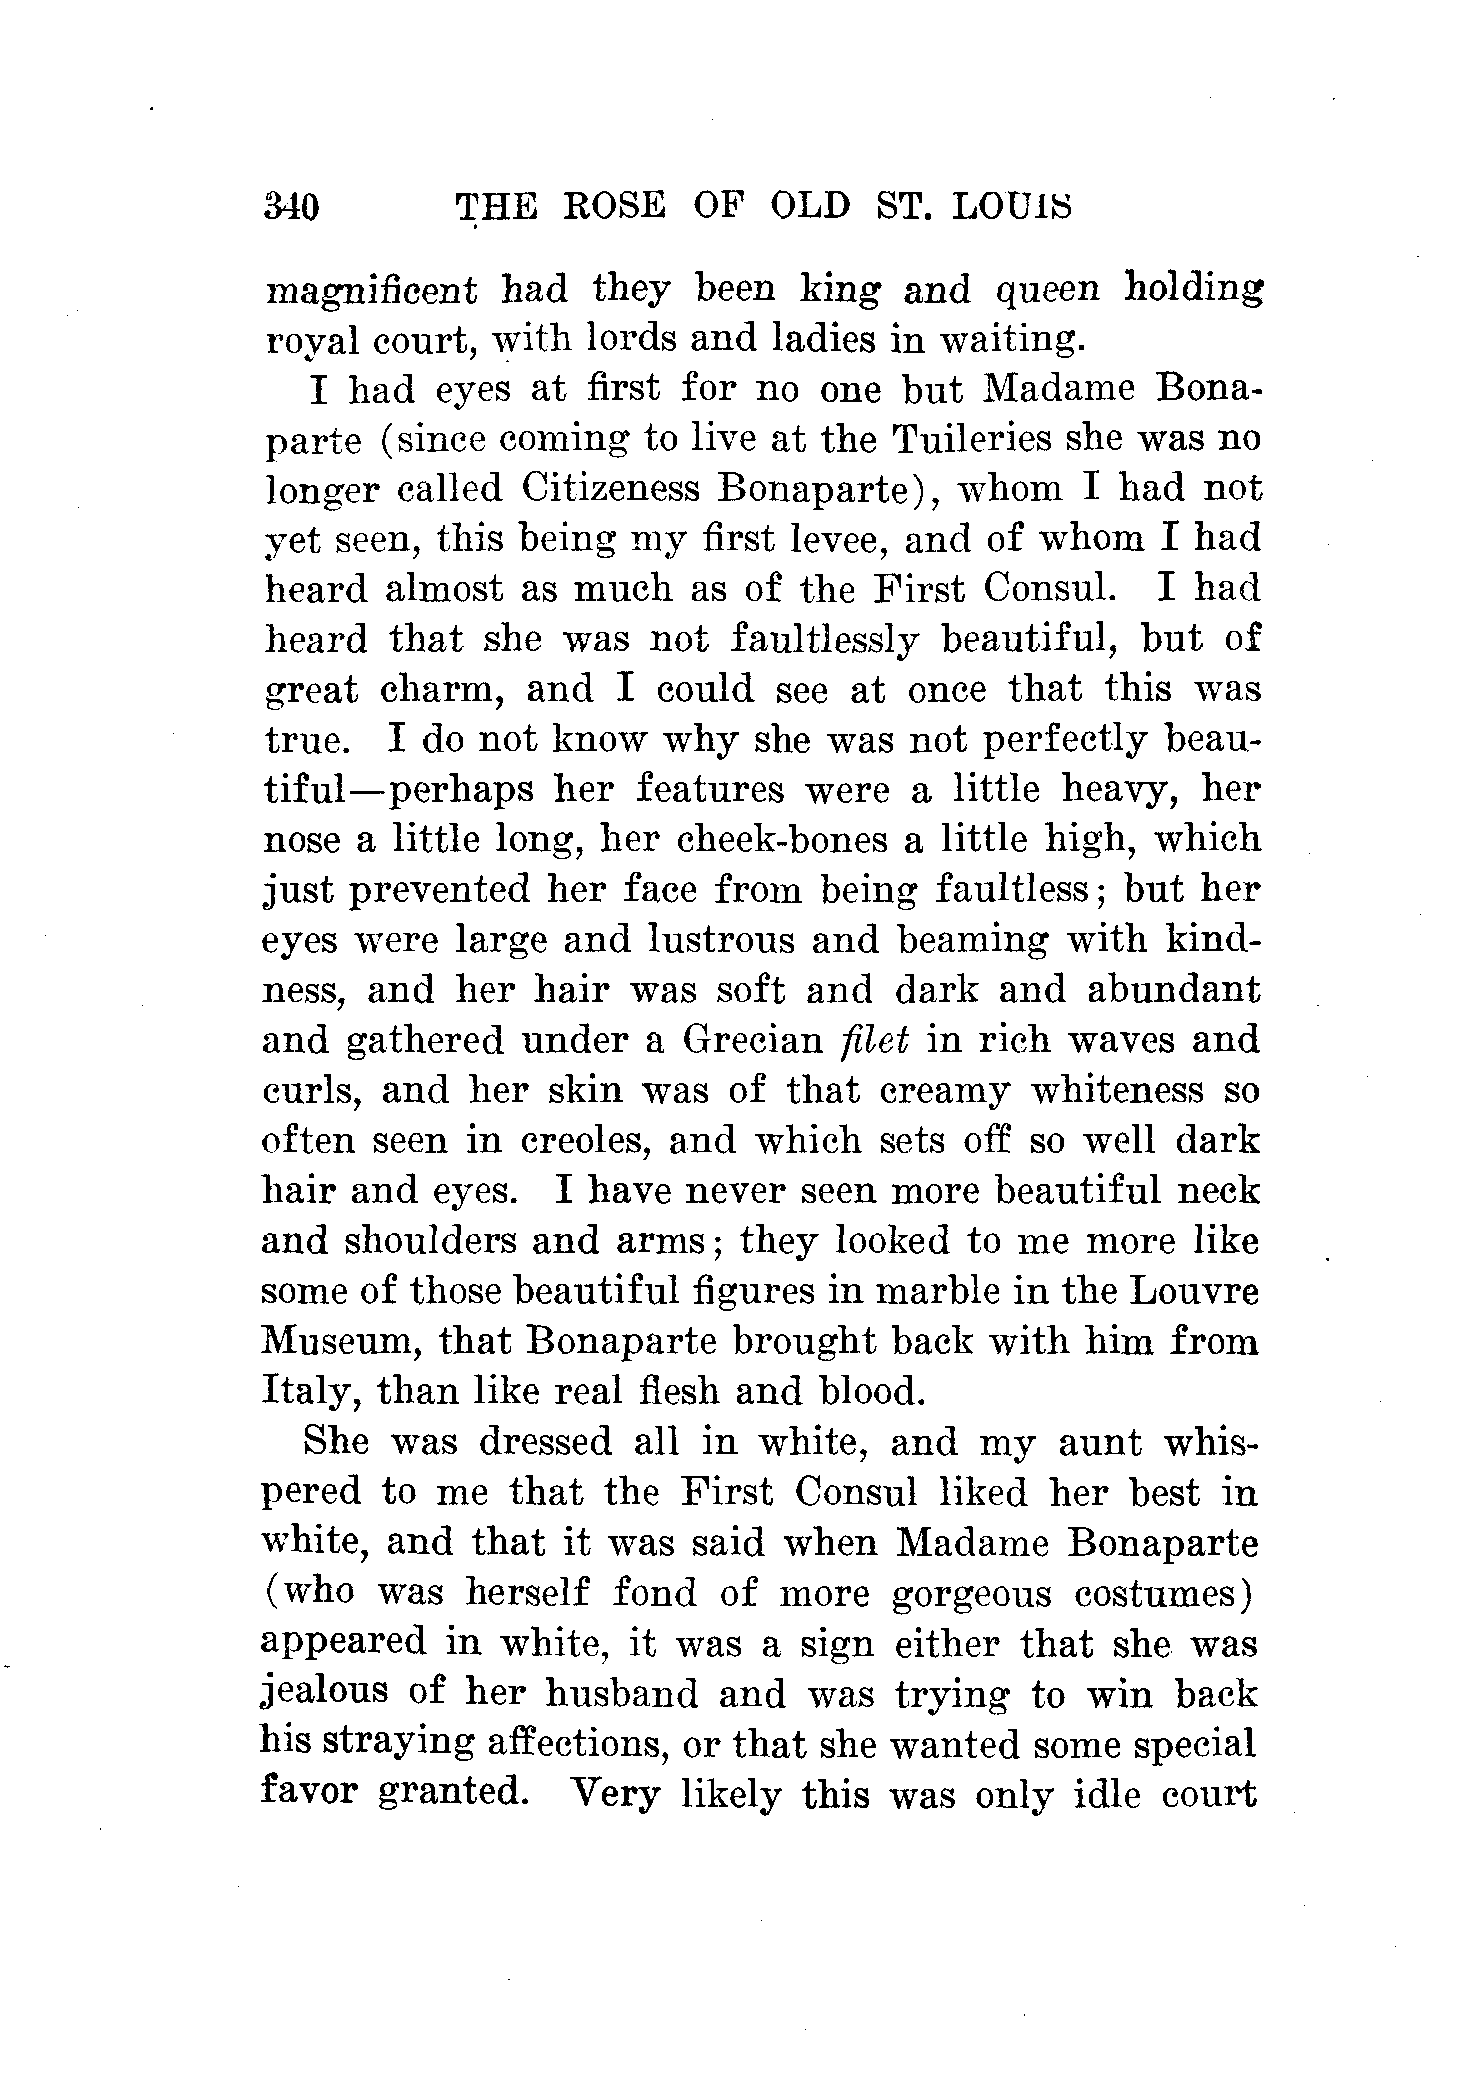 340 THE ROSE OF OLD ST. LOUIS
magnificent had they been king and queen holding
royal court, with lords and ladies in waiting.
I had eyes at first for no one but Madame Bona-
parte (since coming to live at the Tuileries she was no
longer called Citizeness Bonaparte), whom I had not
yet seen, this being my first levee, and of whom I had
heard almost as much as of the First Consul. I had
heard that she was not faultlessly beautiful, but of
great charm, and I could see at once that this was
true. I do not know why she was not perfectly beau-
tiful—perhaps her features were a little heavy, her
nose a little long, her cheek-bones a little high, which
just prevented her face from being faultless; but her
eyes were large and lustrous and beaming with kind-
ness, and her hair was soft and dark and abundant
and gathered under a Grecian filet in rich waves and
curls, and her skin was of that creamy whiteness so
often seen in creoles, and which sets off so well dark
hair and eyes. I have never seen more beautiful neck
and shoulders and arms; they looked to me more like
some of those beautiful figures in marble in the Louvre
Museum, that Bonaparte brought back with him from
Italy, than like real flesh and blood.
She was dressed all in white, and my aunt whis-
pered to me that the First Consul liked her best in
white, and that it was said when Madame Bonaparte
(who was herself fond of more gorgeous costumes)
appeared in white, it was a sign either that she was
jealous of her husband and was trying to win back
his straying affections, or that she wanted some special
favor granted. Very likely this was only idle court